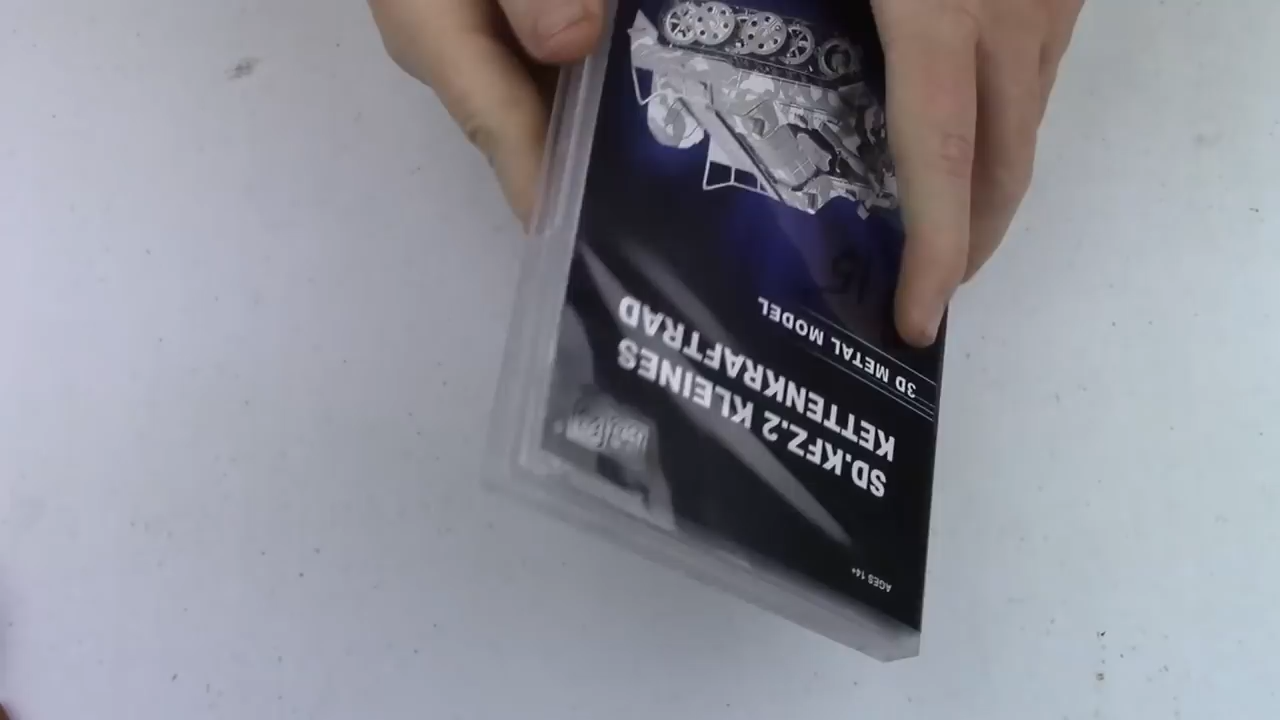 AGES 14+
SD.KFZ.2 KLEINES
KETTENKRAFTRAD
3D METAL MODEL